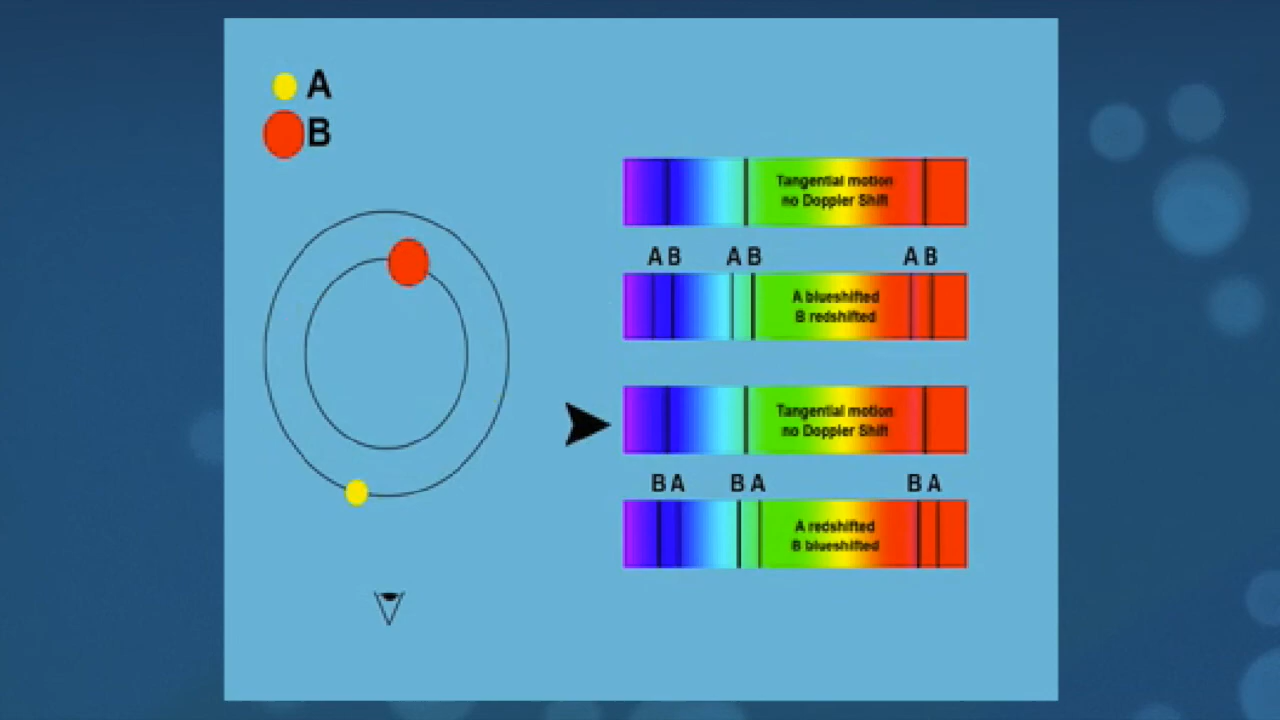 A
B
Tangential motion
no Doppler Shift
A B A B A B
A blueshifted
B redshifted
Tangential motion
no Doppler Shift
B A B A B A
A redshifted
B blueshifted